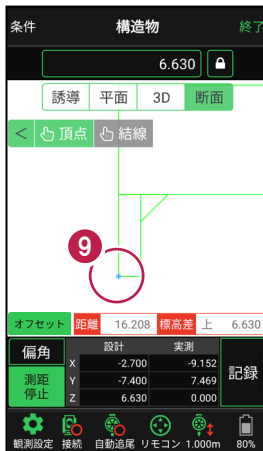 条件 構造物 終了
6.630
誘導 平面 3D 断面
< 頂点 結線
9
オフセット 距離 16.208 標高差 上 6.630
偏角 設計 実測
X -2.700 -9.152
測距停止 Y -7.400 7.469 記録
Z 6.630 0.000
観測設定 接続 自動追尾 リモコン 1.000m 80%